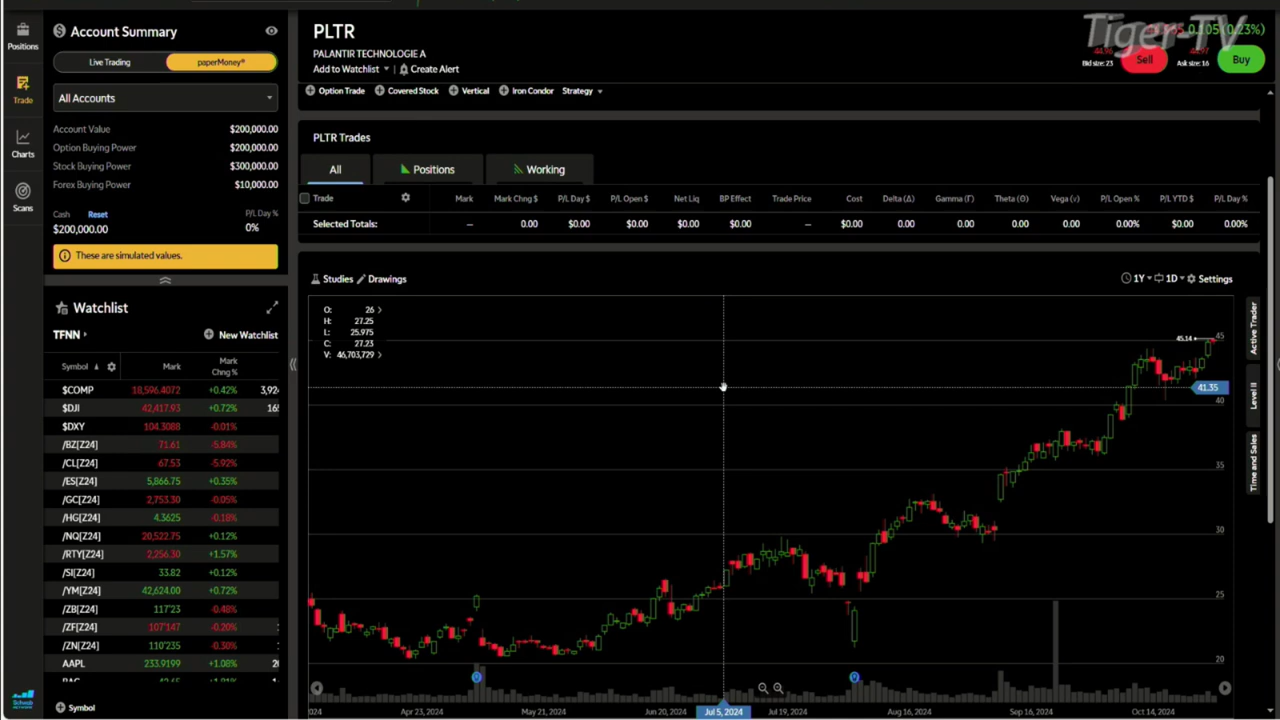 Account Summary
Live Trading
paperMoney®
All Accounts
Account Value $200,000.00
Option Buying Power $200,000.00
Stock Buying Power $300,000.00
Forex Buying Power $10,000.00
Cash Reset P/L Day %
$200,000.00 0%
These are simulated values.
Watchlist
TFNN New Watchlist
Symbol Mark Mark Chng %
$COMP 18,596.4072 +0.42% 3,92
$DJI 42,417.93 +0.72% 16
$DXY 104.3088 -0.01%
/BZ[Z24] 71.61 -5.84%
/CL[Z24] 67.53 -5.92%
/ES[Z24] 5,866.75 +0.35%
/GC[Z24] 2,753.30 -0.05%
/HG[Z24] 4.3625 -0.18%
/NQ[Z24] 20,522.75 +0.12%
/RTY[Z24] 2,256.30 +1.57%
/SI[Z24] 33.82 +0.12%
/YM[Z24] 42,624.00 +0.72%
/ZB[Z24] 117'23 -0.48%
/ZF[Z24] 107'147 -0.20%
/ZN[Z24] 110'235 -0.30%
AAPL 233.9199 +1.08% 20
Symbol
Positions
Trade
Charts
Scans
Schwab
NETWORK
PLTR
PALANTIR TECHNOLOGIE A
Add to Watchlist Create Alert
Tiger-TV
0.105 (0.23%)
44.96 Bid size: 23
Sell
44.97 Ask size: 16
Buy
Option Trade Covered Stock Vertical Iron Condor Strategy
PLTR Trades
All Positions Working
Trade Mark Mark Chng $ P/L Day $ P/L Open $ Net Liq BP Effect Trade Price Cost Delta (Δ) Gamma (Γ) Theta (Θ) Vega (ν) P/L Open % P/L YTD $ P/L Day %
Selected Totals: — 0.00 $0.00 $0.00 $0.00 $0.00 — $0.00 0.00 0.00 0.00 0.00 0.00% $0.00 0.00%
Studies Drawings
1Y 1D Settings
O: 26
H: 27.25
L: 25.975
C: 27.23
V: 46,703,729
45.14
45
41.35
40
35
30
25
20
Active Trader
Level II
Time and Sales
2024 Apr 23, 2024 May 21, 2024 Jun 20, 2024 Jul 5, 2024 Jul 19, 2024 Aug 16, 2024 Sep 16, 2024 Oct 14, 2024